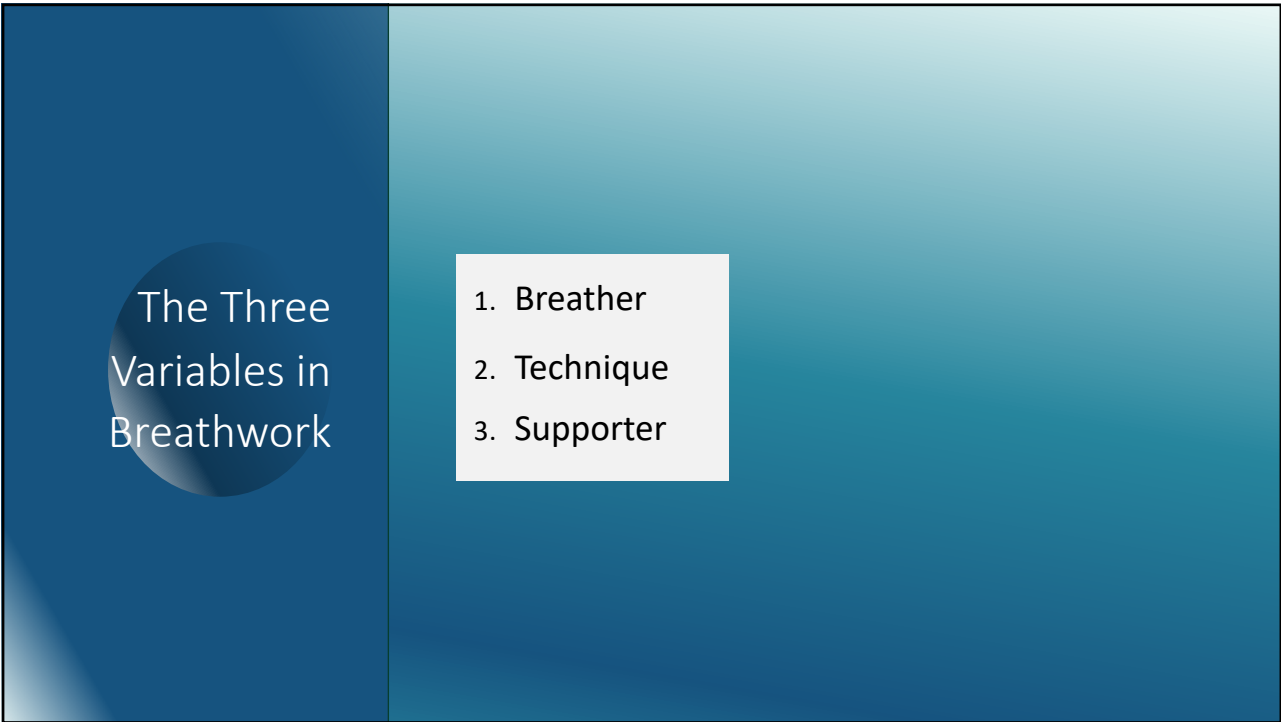 The Three
Variables in
Breathwork
1. Breather
2. Technique
3. Supporter